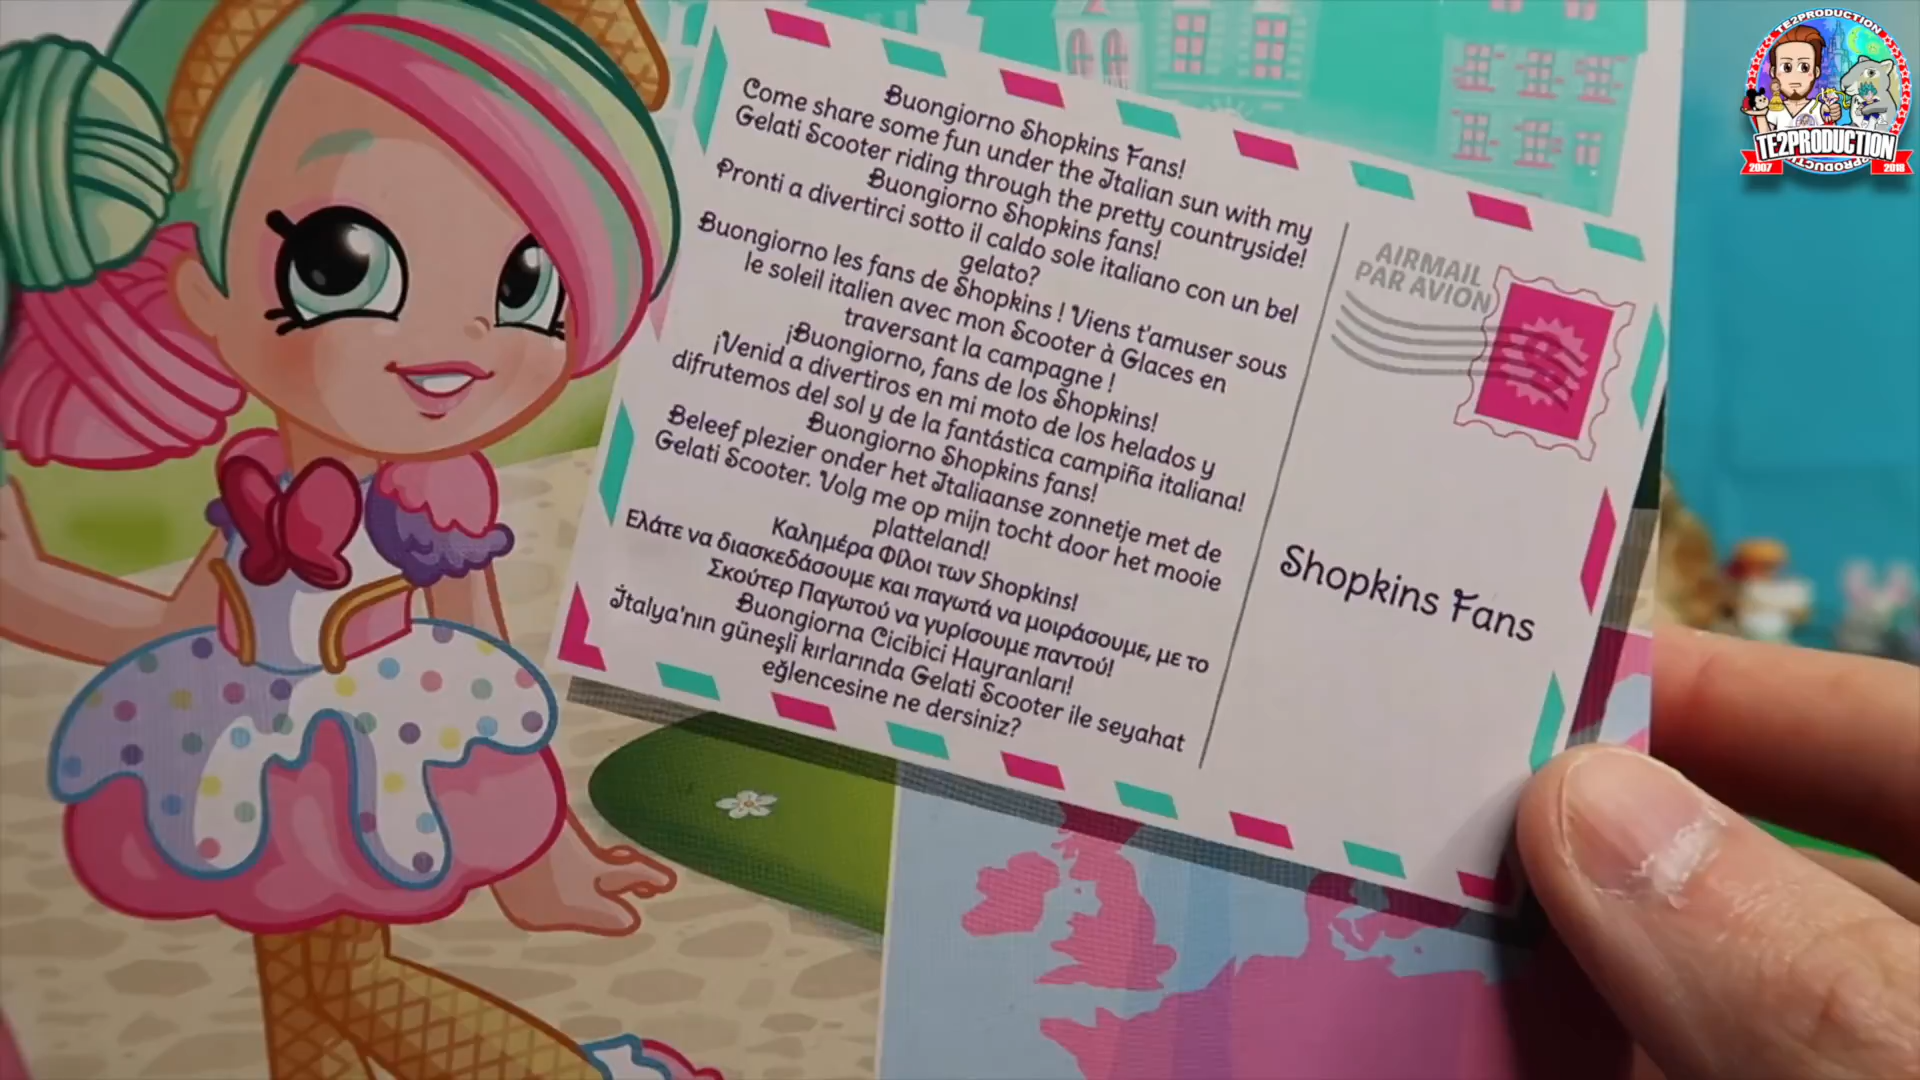 Buongiorno Shopkins Fans!
Come share some fun under the Italian sun with my
Gelati Scooter riding through the pretty countryside!
Buongiorno Shopkins fans!
Pronti a divertirci sotto il caldo sole italiano con un bel
gelato?
Buongiorno les fans de Shopkins ! Viens t'amuser sous
le soleil italien avec mon Scooter à Glaces en
traversant la campagne !
¡Buongiorno, fans de los Shopkins!
¡Venid a divertiros en mi moto de los helados y
difrutemos del sol y de la fantástica campiña italiana!
Buongiorno Shopkins fans!
Beleef plezier onder het Italiaanse zonnetje met de
Gelati Scooter. Volg me op mijn tocht door het mooie
platteland!
Καλημέρα Φίλοι των Shopkins!
Ελάτε να διασκεδάσουμε και παγωτά να μοιράσουμε, με το
Σκούτερ Παγωτού να γυρίσουμε παντού!
Buongiorna Cicibici Hayranları!
İtalya'nın güneşli kırlarında Gelati Scooter ile seyahat
eğlencesine ne dersiniz?
AIRMAIL
PAR AVION
Shopkins Fans
TE2PRODUCTION
TE2PRODUCTION
2007
2018